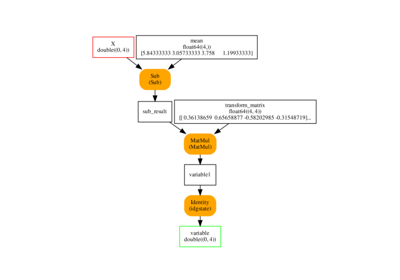 X
double((0, 4))
mean
float64((4,))
[5.84333333 3.05733333 3.758 1.19933333]
Sub
(Sub)
sub_result
transform_matrix
float64((4, 4))
[[ 0.36138659 0.65658877 -0.58202985 -0.31548719]...
MatMul
(MatMul)
variable1
Identity
variable
double((0, 4))